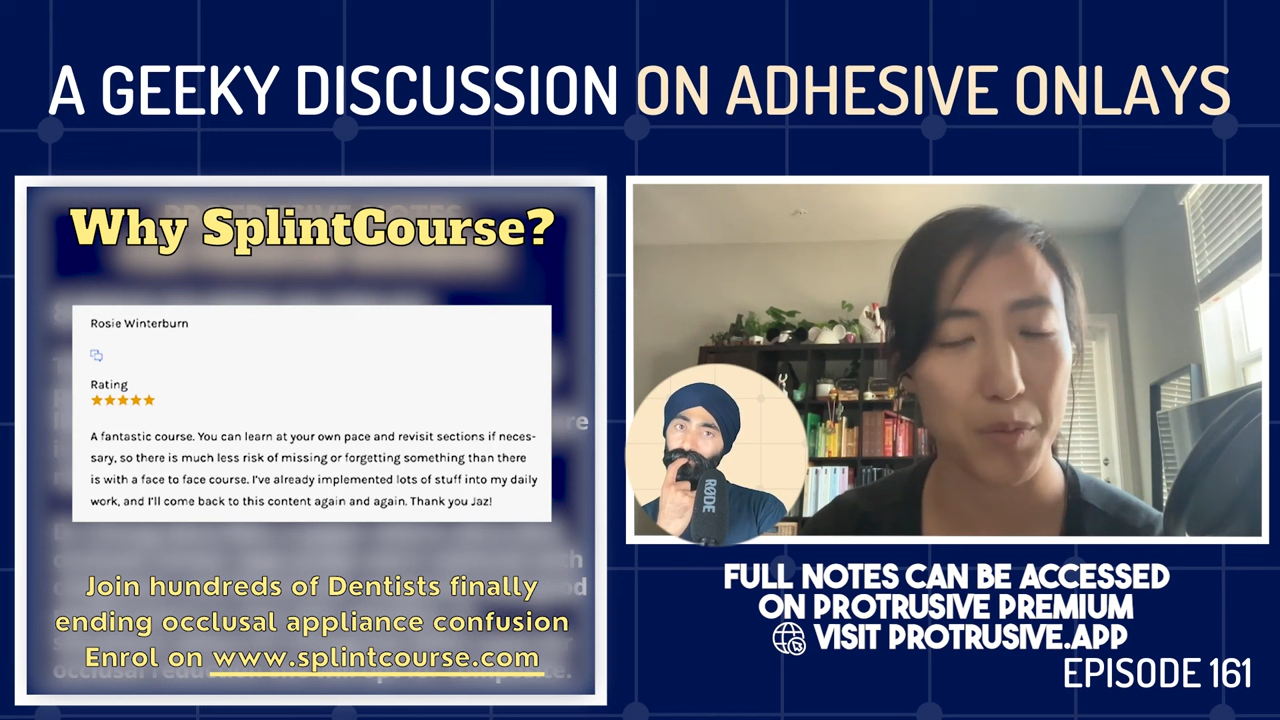 A GEEKY DISCUSSION ON ADHESIVE ONLAYS
Why SplintCourse?
Rosie Winterburn
Rating
A fantastic course. You can learn at your own pace and revisit sections if neces-
sary, so there is much less risk of missing or forgetting something than there
is with a face to face course. I've already implemented lots of stuff into my daily
work, and I'll come back to this content again and again. Thank you Jaz!
Join hundreds of Dentists finally
ending occlusal appliance confusion
Enrol on www.splintcourse.com
RØDE
FULL NOTES CAN BE ACCESSED
ON PROTRUSIVE PREMIUM
VISIT PROTRUSIVE.APP
EPISODE 161